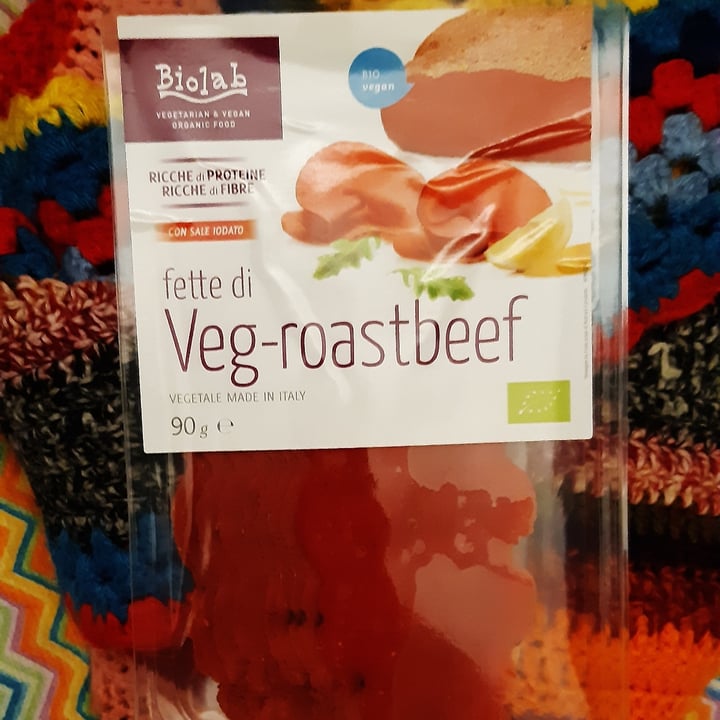 Biolab
VEGETARIAN & VEGAN
ORGANIC FOOD
BIO
vegan
RICCHE di PROTEINE
RICCHE di FIBRE
CON SALE IODATO
fette di
Veg-roastbeef
VEGETALE MADE IN ITALY
90 g ℮